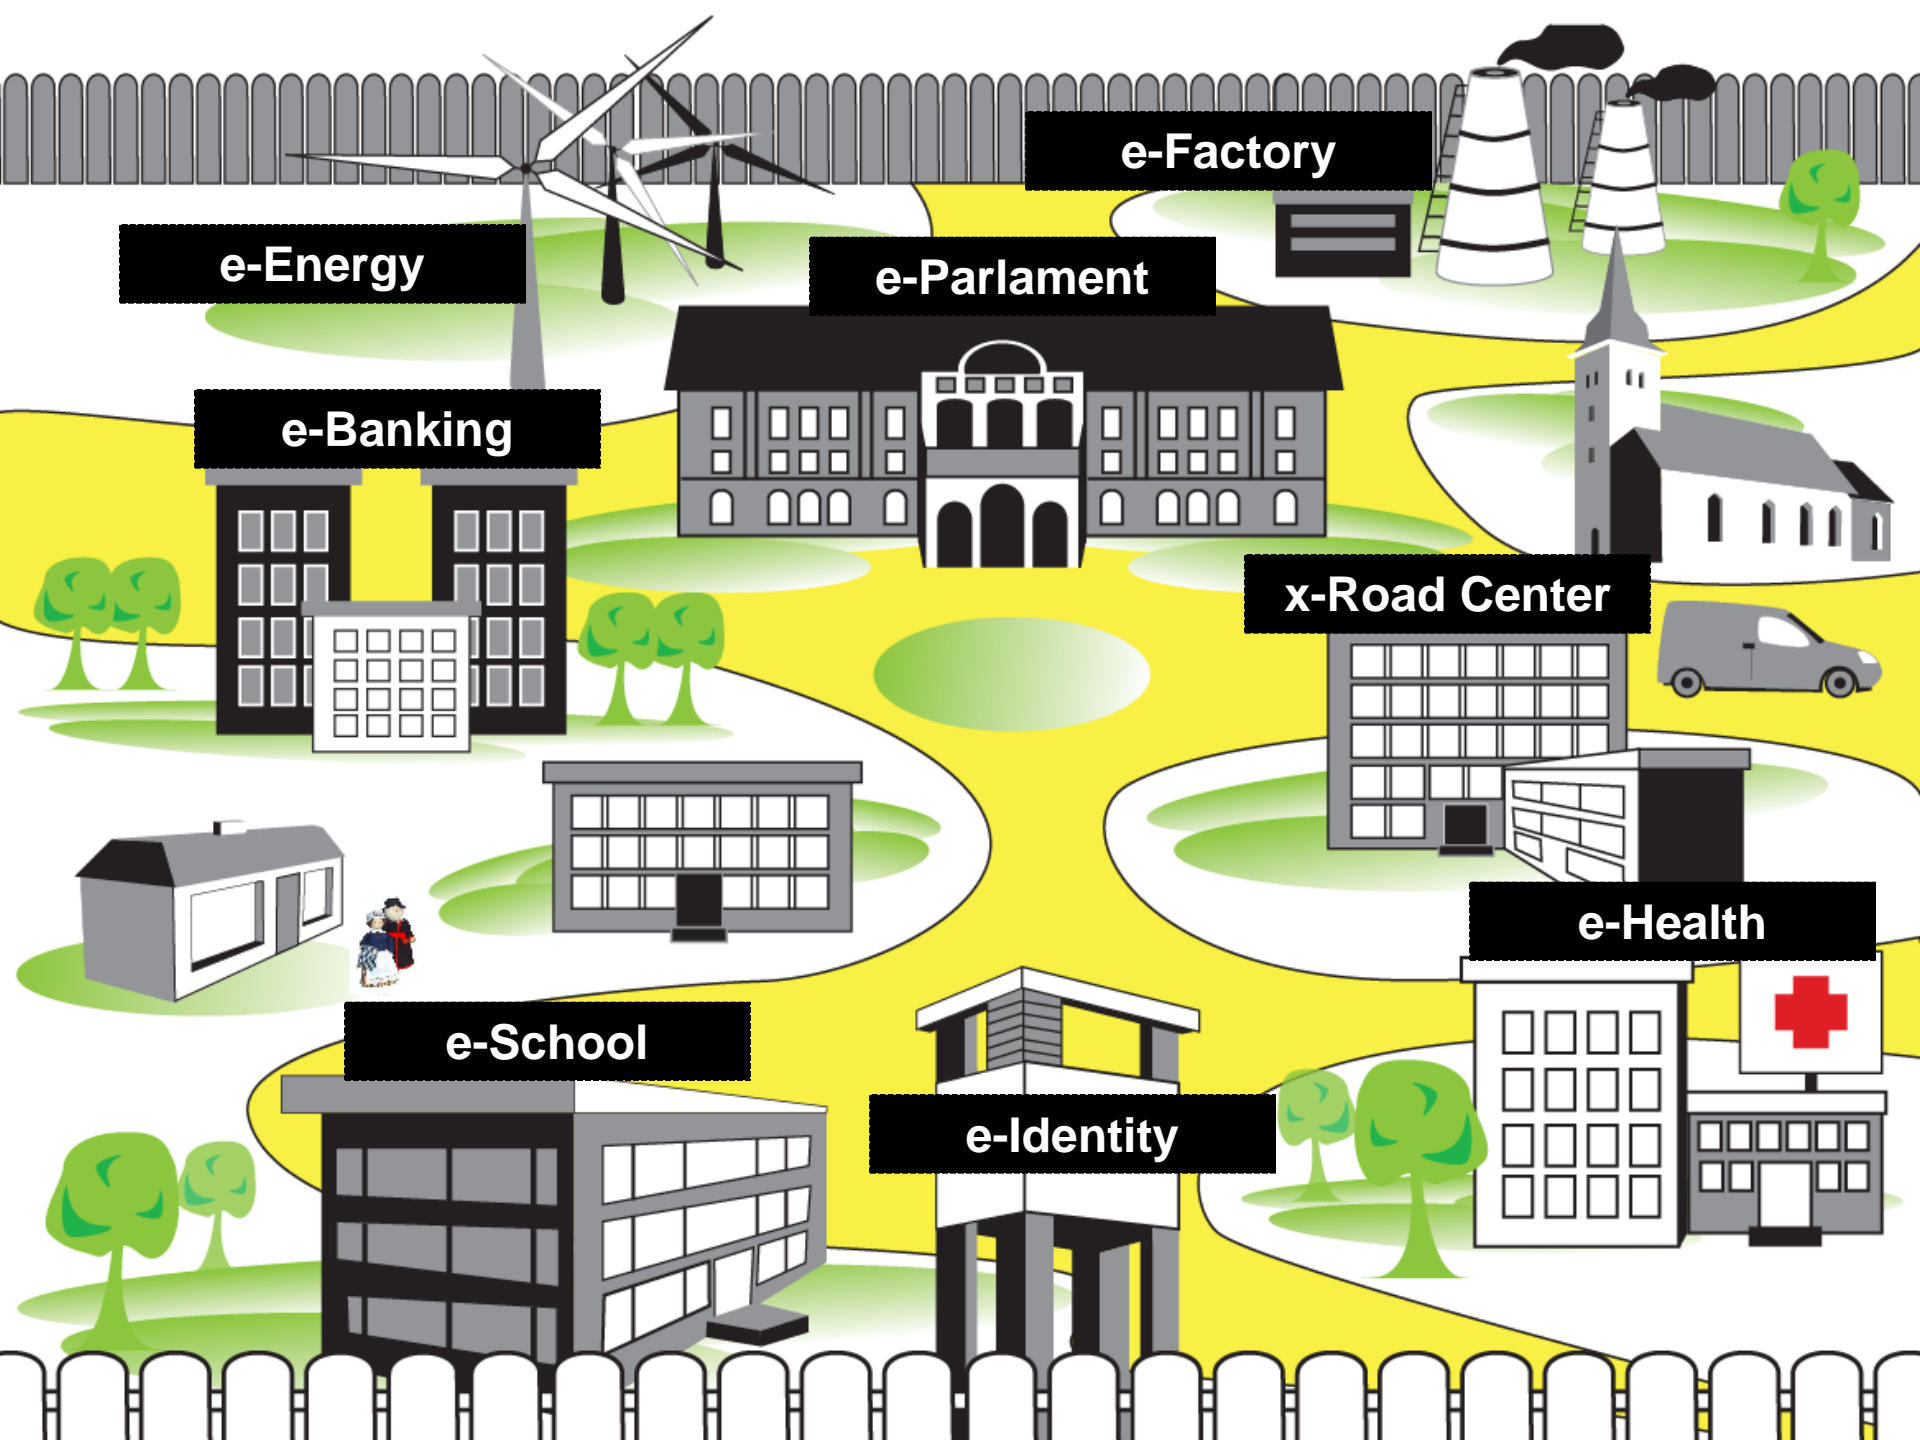 e-Factory
e-Energy
e-Parlament
e-Banking
x-Road Center
e-Health
e-School
e-Identity